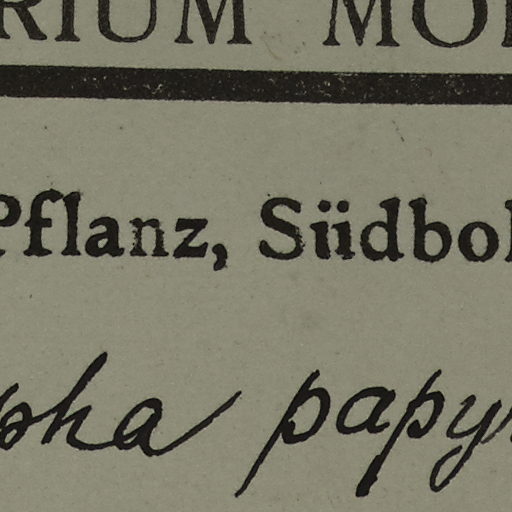 RIUM MO
Pflanz, Südbol
pha papy